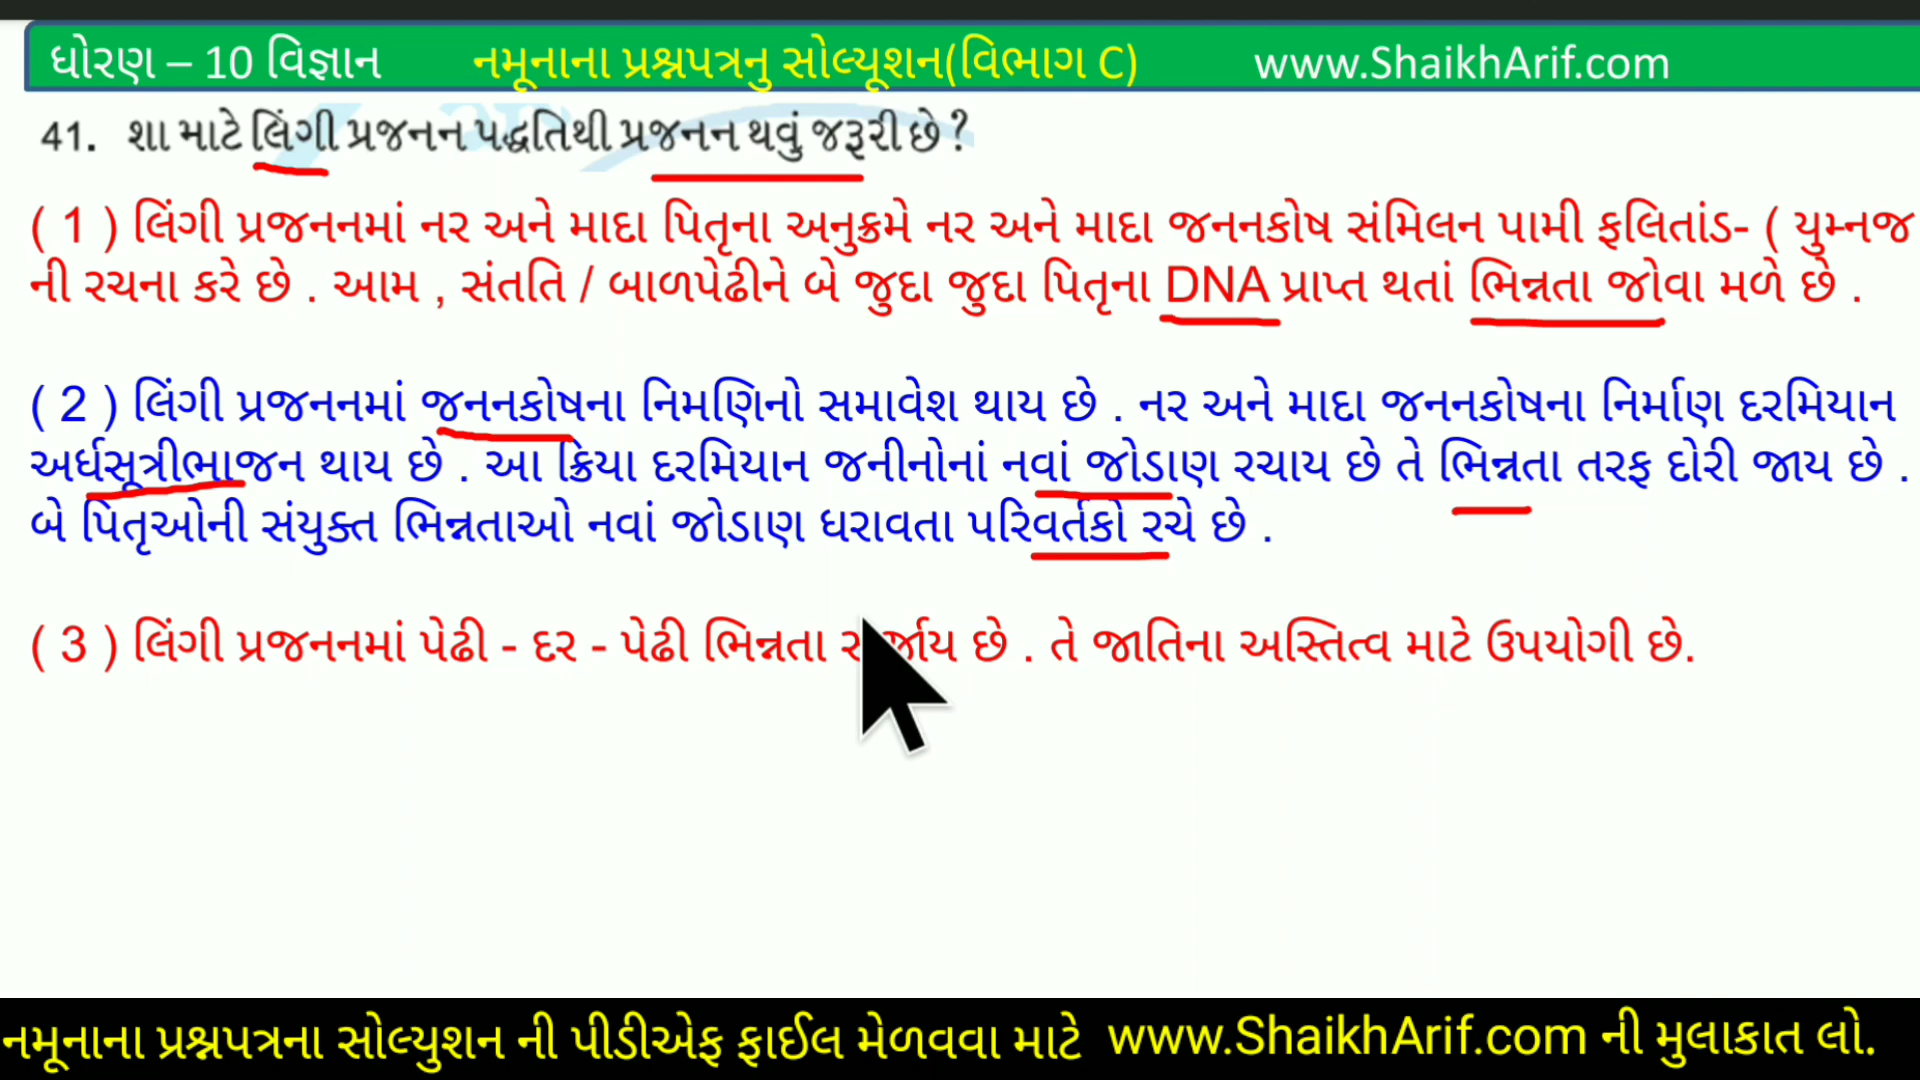 ધોરણ – 10 વિજ્ઞાન નમૂનાના પ્રશ્નપત્રનુ સોલ્યૂશન(વિભાગ C) www.ShaikhArif.com
41. શા માટે લિંગી પ્રજનન પદ્ધતિથી પ્રજનન થવું જરૂરી છે ?
( 1 ) લિંગી પ્રજનનમાં નર અને માદા પિતૃના અનુક્રમે નર અને માદા જનનકોષ સંમિલન પામી ફલિતાંડ- ( યુગ્મનજ
ની રચના કરે છે . આમ , સંતતિ / બાળપેઢીને બે જુદા જુદા પિતૃના DNA પ્રાપ્ત થતાં ભિન્નતા જોવા મળે છે .
( 2 ) લિંગી પ્રજનનમાં જનનકોષના નિમણિનો સમાવેશ થાય છે . નર અને માદા જનનકોષના નિર્માણ દરમિયાન
અર્ધસૂત્રીભાજન થાય છે . આ ક્રિયા દરમિયાન જનીનોનાં નવાં જોડાણ રચાય છે તે ભિન્નતા તરફ દોરી જાય છે .
બે પિતૃઓની સંયુક્ત ભિન્નતાઓ નવાં જોડાણ ધરાવતા પરિવર્તકો રચે છે .
( 3 ) લિંગી પ્રજનનમાં પેઢી - દર - પેઢી ભિન્નતા છે . તે જાતિના અસ્તિત્વ માટે ઉપયોગી છે.
નમૂનાના પ્રશ્નપત્રના સોલ્યુશન ની પીડીએફ ફાઈલ મેળવવા માટે www.ShaikhArif.com ની મુલાકાત લો.